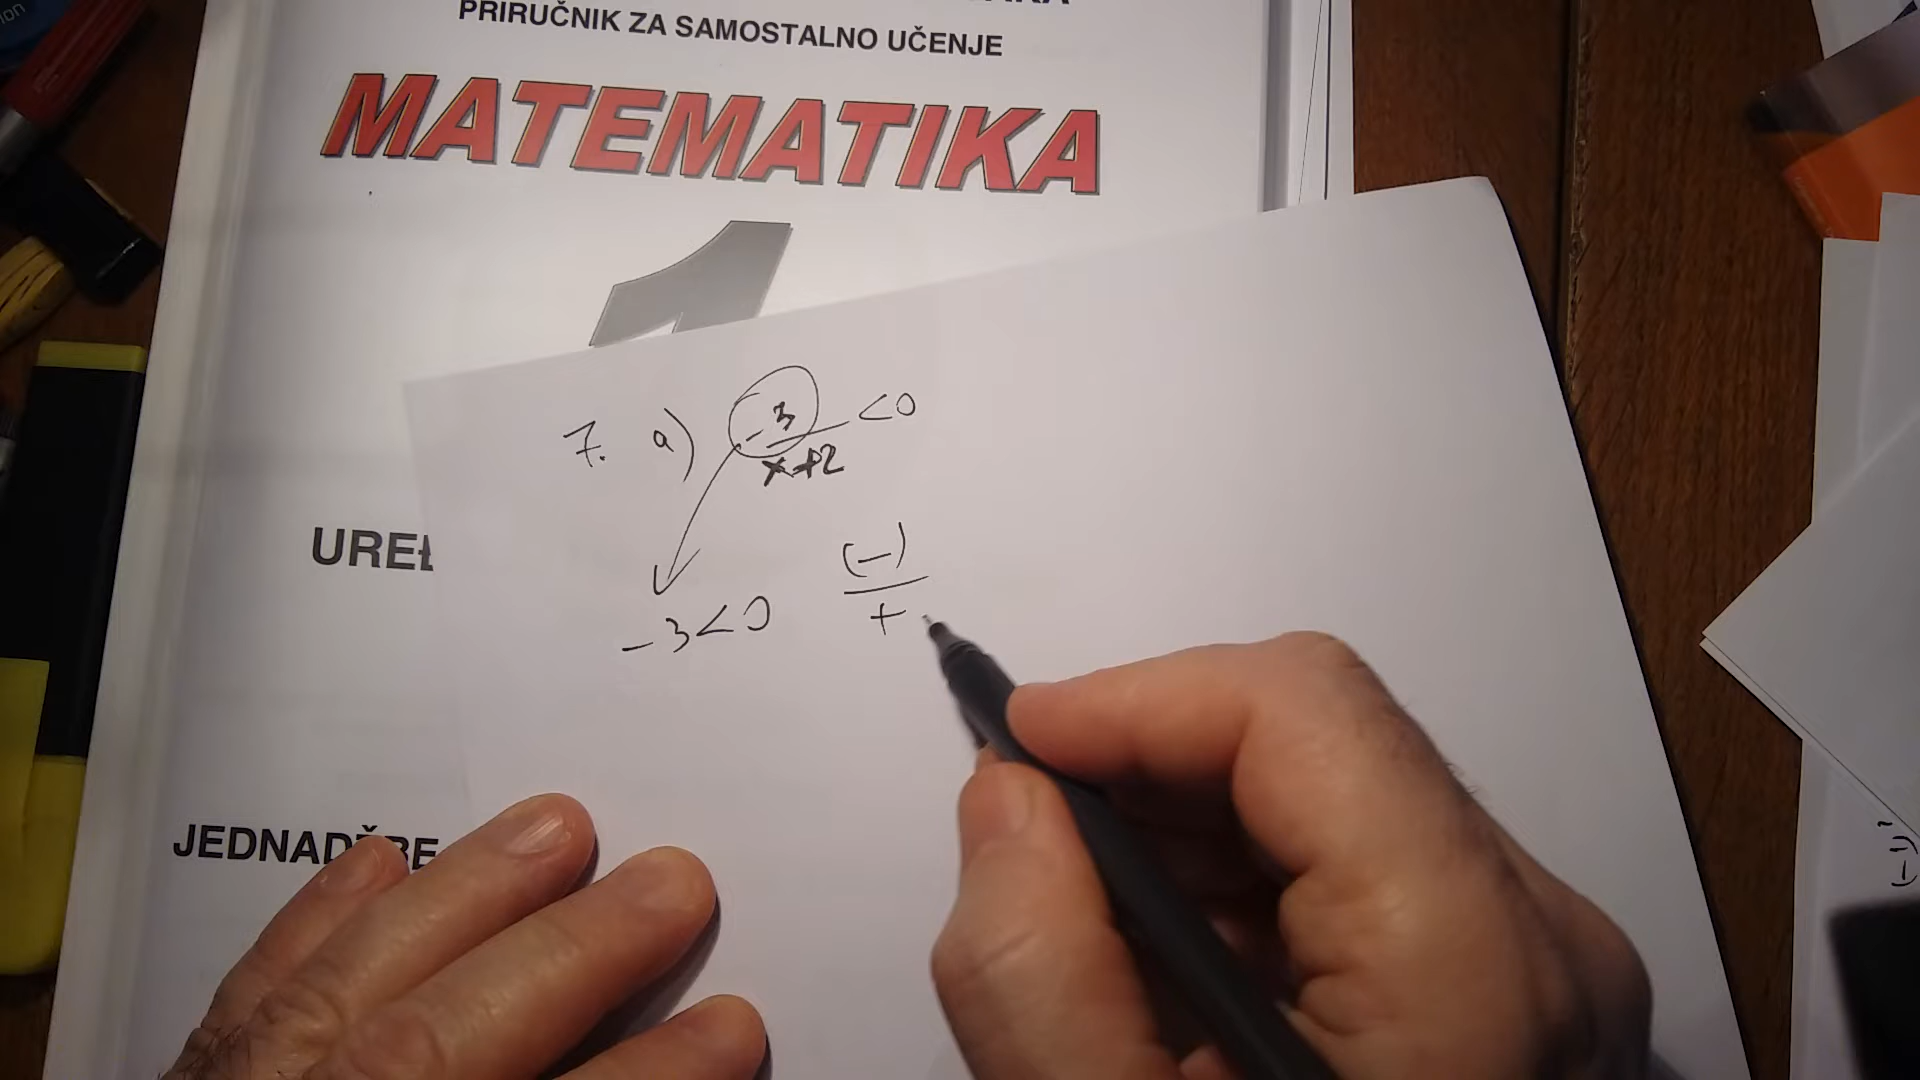 PRIRUČNIK ZA SAMOSTALNO UČENJE
MATEMATIKA
1
7. a) -3/x+2 <0
(-)/+
-3<0
UREĐ
JEDNADŽBE